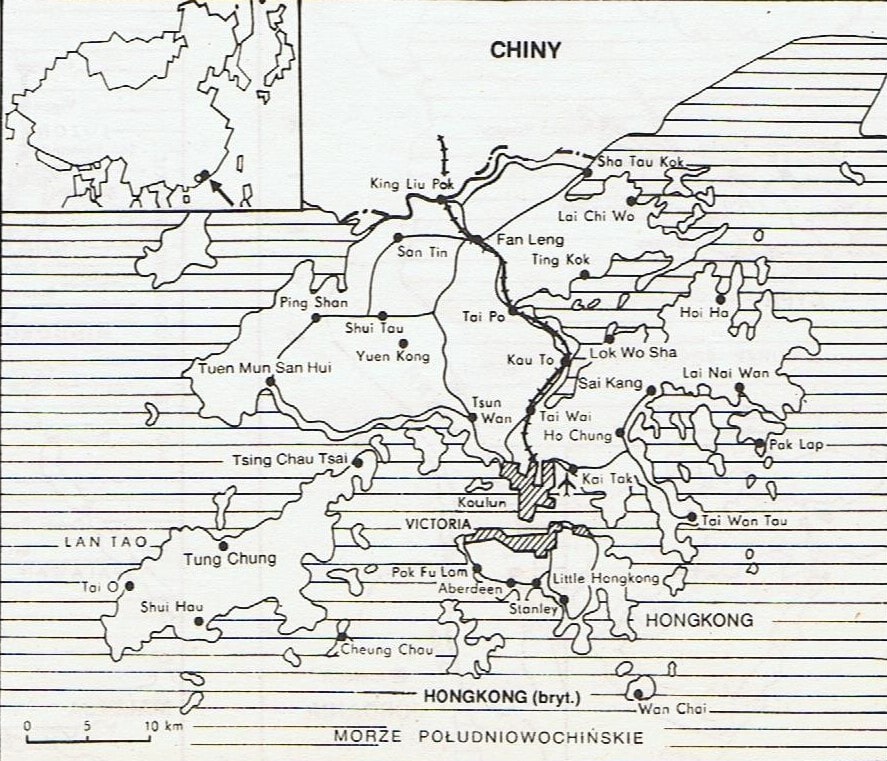 CHINY
Sha Tau Kok
King Liu Pok
Lai Chi Wo
Fan Leng
San Tin
Ting Kok
Ping Shan
Hoi Ha
Tai Po
Shui Tau
Yuen Kong
Kau To
Lok Wo Sha
Tuen Mun San Hui
Sai Kang
Lai Nai Wan
Tsun
Wan
Tai Wai
Ho Chung
Pak Lap
Tsing Chau Tsai
Kai Tak
Koulun
VICTORIA
Tai Wan Tau
LAN TAO
Tung Chung
Pok Fu Lam
Little Hongkong
Tai O
Aberdeen
Shui Hau
Stanley
HONGKONG
Cheung Chau
HONGKONG (bryt.)
Wan Chai
0 5 10 km
MORZE POŁUDNIOWOCHIŃSKIE